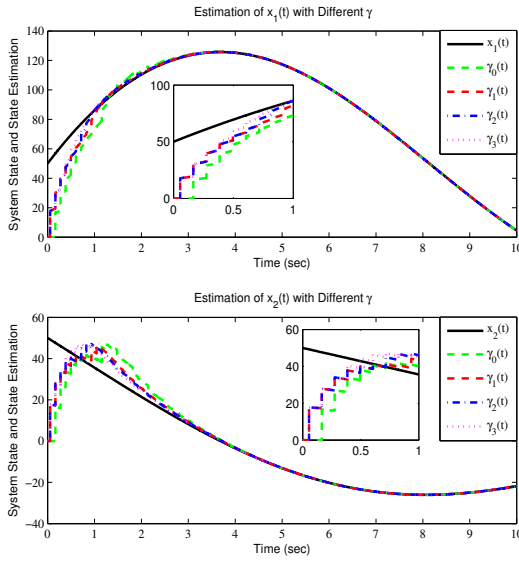 Estimation of x₁(t) with Different γ
System State and State Estimation
140
120
100
80
60
40
20
0
0 1 2 3 4 5 6 7 8 9 10
Time (sec)
x₁(t)
γ₀(t)
γ₁(t)
γ₂(t)
γ₃(t)
100
50
0
0 0.5 1
Estimation of x₂(t) with Different γ
System State and State Estimation
60
40
20
0
−20
−40
0 1 2 3 4 5 6 7 8 9 10
Time (sec)
x₂(t)
γ₀(t)
γ₁(t)
γ₂(t)
γ₃(t)
60
40
20
0
0 0.5 1